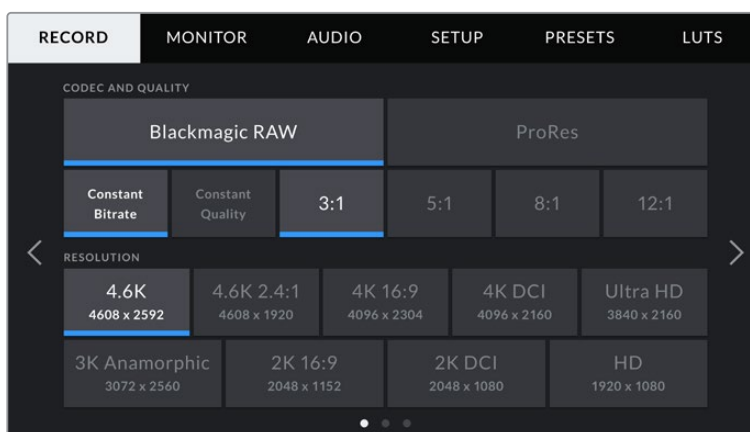 RECORD MONITOR AUDIO SETUP PRESETS LUTS
CODEC AND QUALITY
Blackmagic RAW ProRes
Constant Bitrate Constant Quality 3:1 5:1 8:1 12:1
RESOLUTION
4.6K 4.6K 2.4:1 4K 16:9 4K DCI Ultra HD
4608 x 2592 4608 x 1920 4096 x 2304 4096 x 2160 3840 x 2160
3K Anamorphic 2K 16:9 2K DCI HD
3072 x 2560 2048 x 1152 2048 x 1080 1920 x 1080